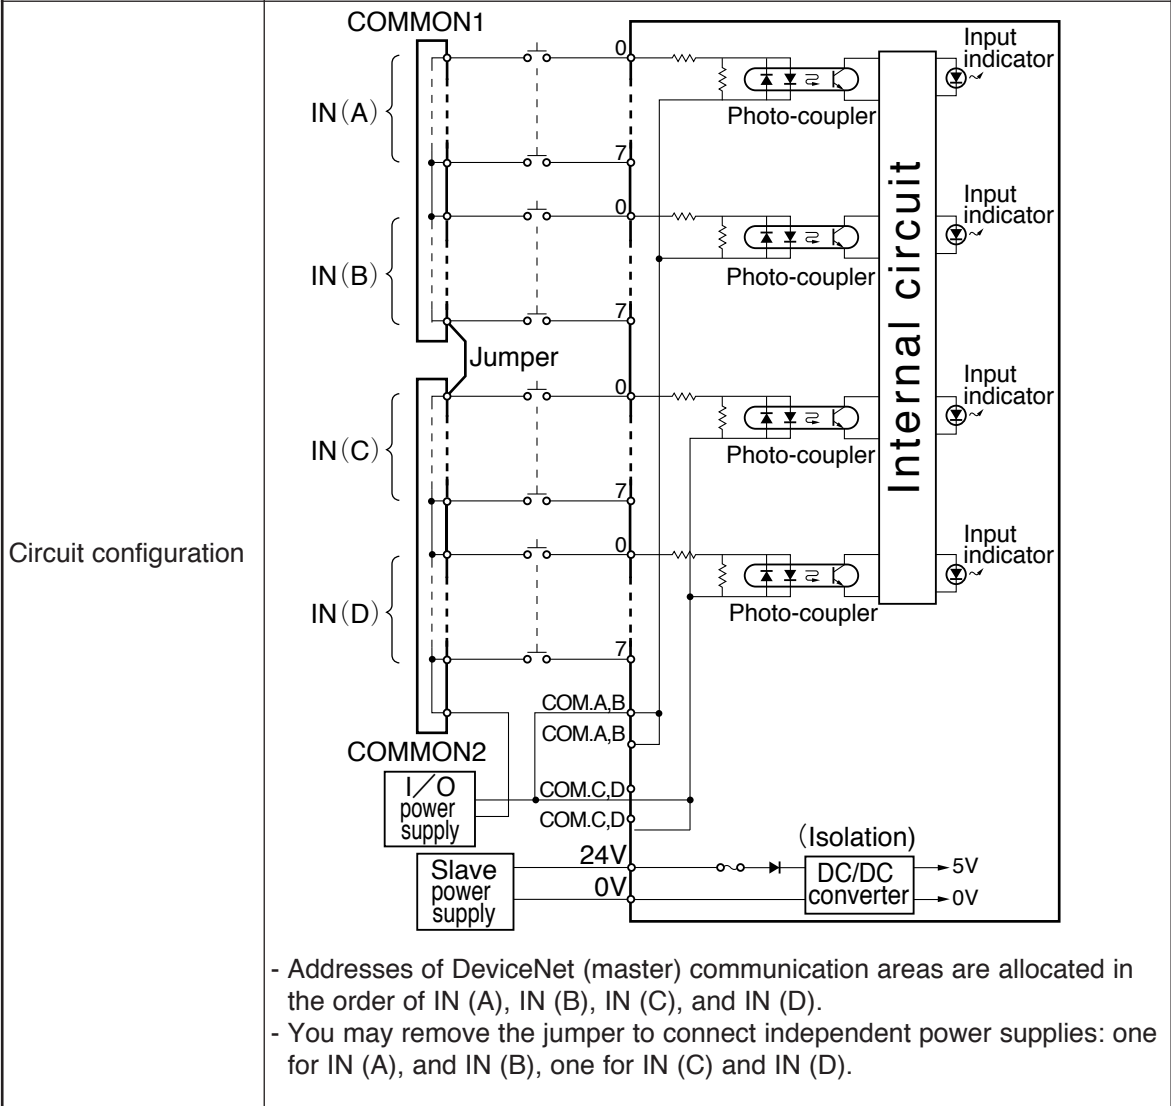 Circuit configuration
COMMON1
IN(A)
0
7
IN(B)
0
7
Jumper
IN(C)
0
7
IN(D)
0
7
COM.A,B
COM.A,B
COMMON2
I/O
power
supply
COM.C,D
COM.C,D
Slave
power
supply
24V
0V
Photo-coupler
Photo-coupler
Photo-coupler
Photo-coupler
Internal circuit
Input
indicator
Input
indicator
Input
indicator
Input
indicator
(Isolation)
DC/DC
converter
5V
0V
- Addresses of DeviceNet (master) communication areas are allocated in
the order of IN (A), IN (B), IN (C), and IN (D).
- You may remove the jumper to connect independent power supplies: one
for IN (A), and IN (B), one for IN (C) and IN (D).